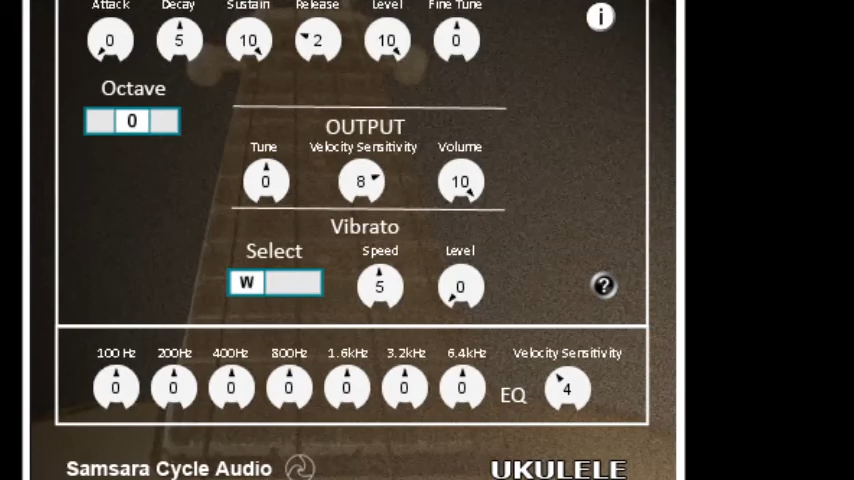 Attack Decay Sustain Release Level Fine Tune
0 5 10 2 10 0
i
Octave
0
OUTPUT
Tune Velocity Sensitivity Volume
0 8 10
Vibrato
Select Speed Level
W 5 0
?
100 Hz 200Hz 400Hz 800Hz 1.6kHz 3.2kHz 6.4kHz Velocity Sensitivity
0 0 0 0 0 0 0 EQ 4
Samsara Cycle Audio UKULELE